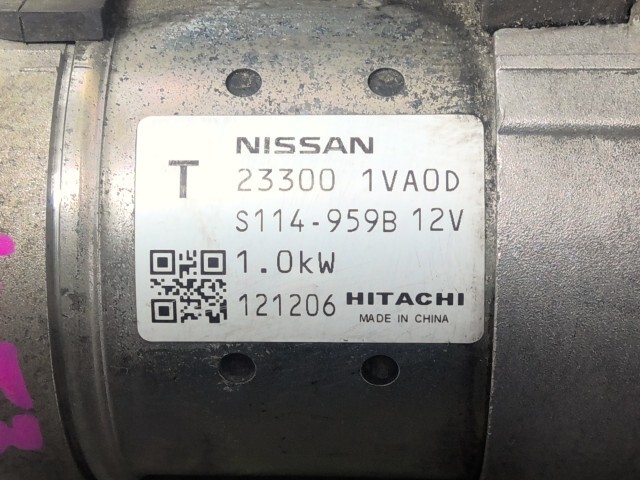 NISSAN
T 23300 1VA0D
S114-959B 12V
1.0kW
121206 HITACHI
MADE IN CHINA